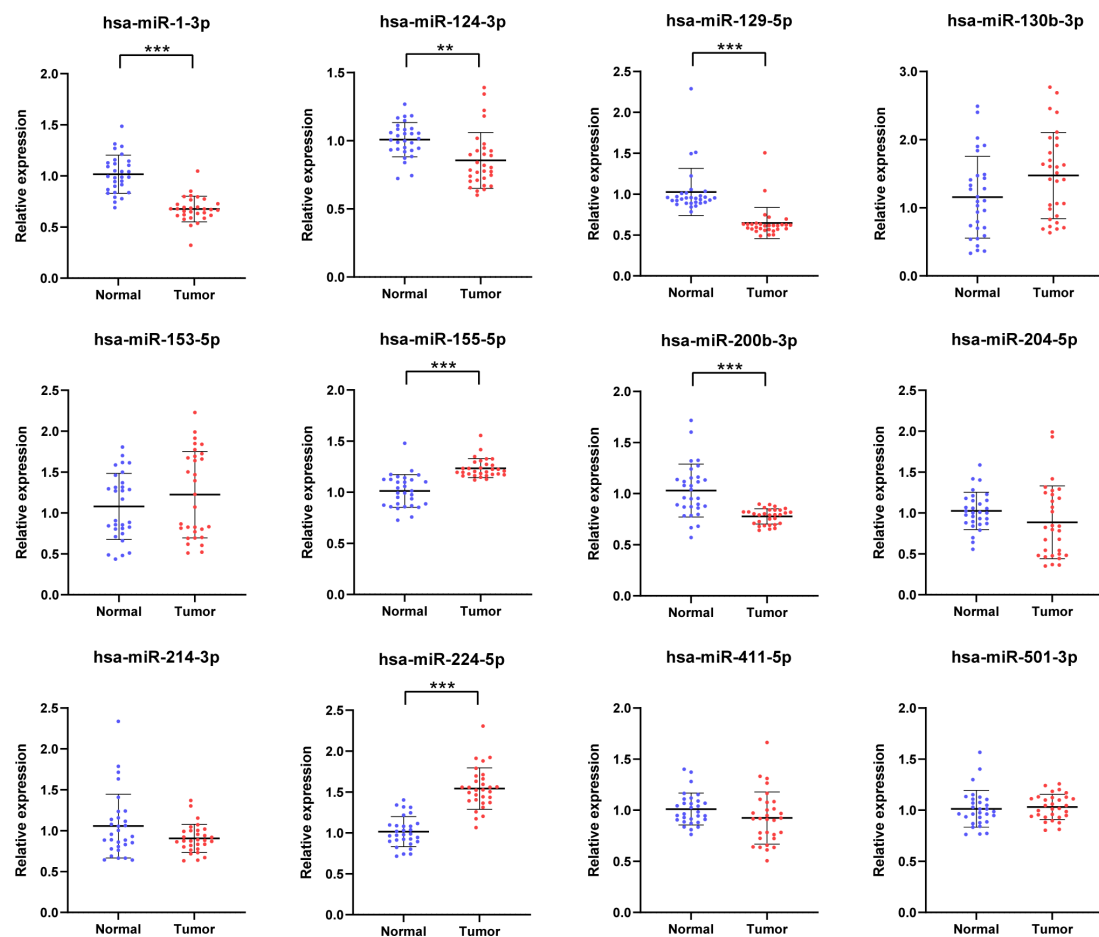 hsa-miR-1-3p
***
Relative expression
2.0
1.5
1.0
0.5
0.0
Normal
Tumor
hsa-miR-124-3p
**
Relative expression
1.5
1.0
0.5
0.0
Normal
Tumor
hsa-miR-129-5p
***
Relative expression
2.5
2.0
1.5
1.0
0.5
0.0
Normal
Tumor
hsa-miR-130b-3p
Relative expression
3.0
2.0
1.0
0.0
Normal
Tumor
hsa-miR-153-5p
Relative expression
2.5
2.0
1.5
1.0
0.5
0.0
Normal
Tumor
hsa-miR-155-5p
***
Relative expression
2.0
1.5
1.0
0.5
0.0
Normal
Tumor
hsa-miR-200b-3p
***
Relative expression
2.0
1.5
1.0
0.5
0.0
Normal
Tumor
hsa-miR-204-5p
Relative expression
2.5
2.0
1.5
1.0
0.5
0.0
Normal
Tumor
hsa-miR-214-3p
Relative expression
2.5
2.0
1.5
1.0
0.5
0.0
Normal
Tumor
hsa-miR-224-5p
***
Relative expression
2.5
2.0
1.5
1.0
0.5
0.0
Normal
Tumor
hsa-miR-411-5p
Relative expression
2.0
1.5
1.0
0.5
0.0
Normal
Tumor
hsa-miR-501-3p
Relative expression
2.0
1.5
1.0
0.5
0.0
Normal
Tumor